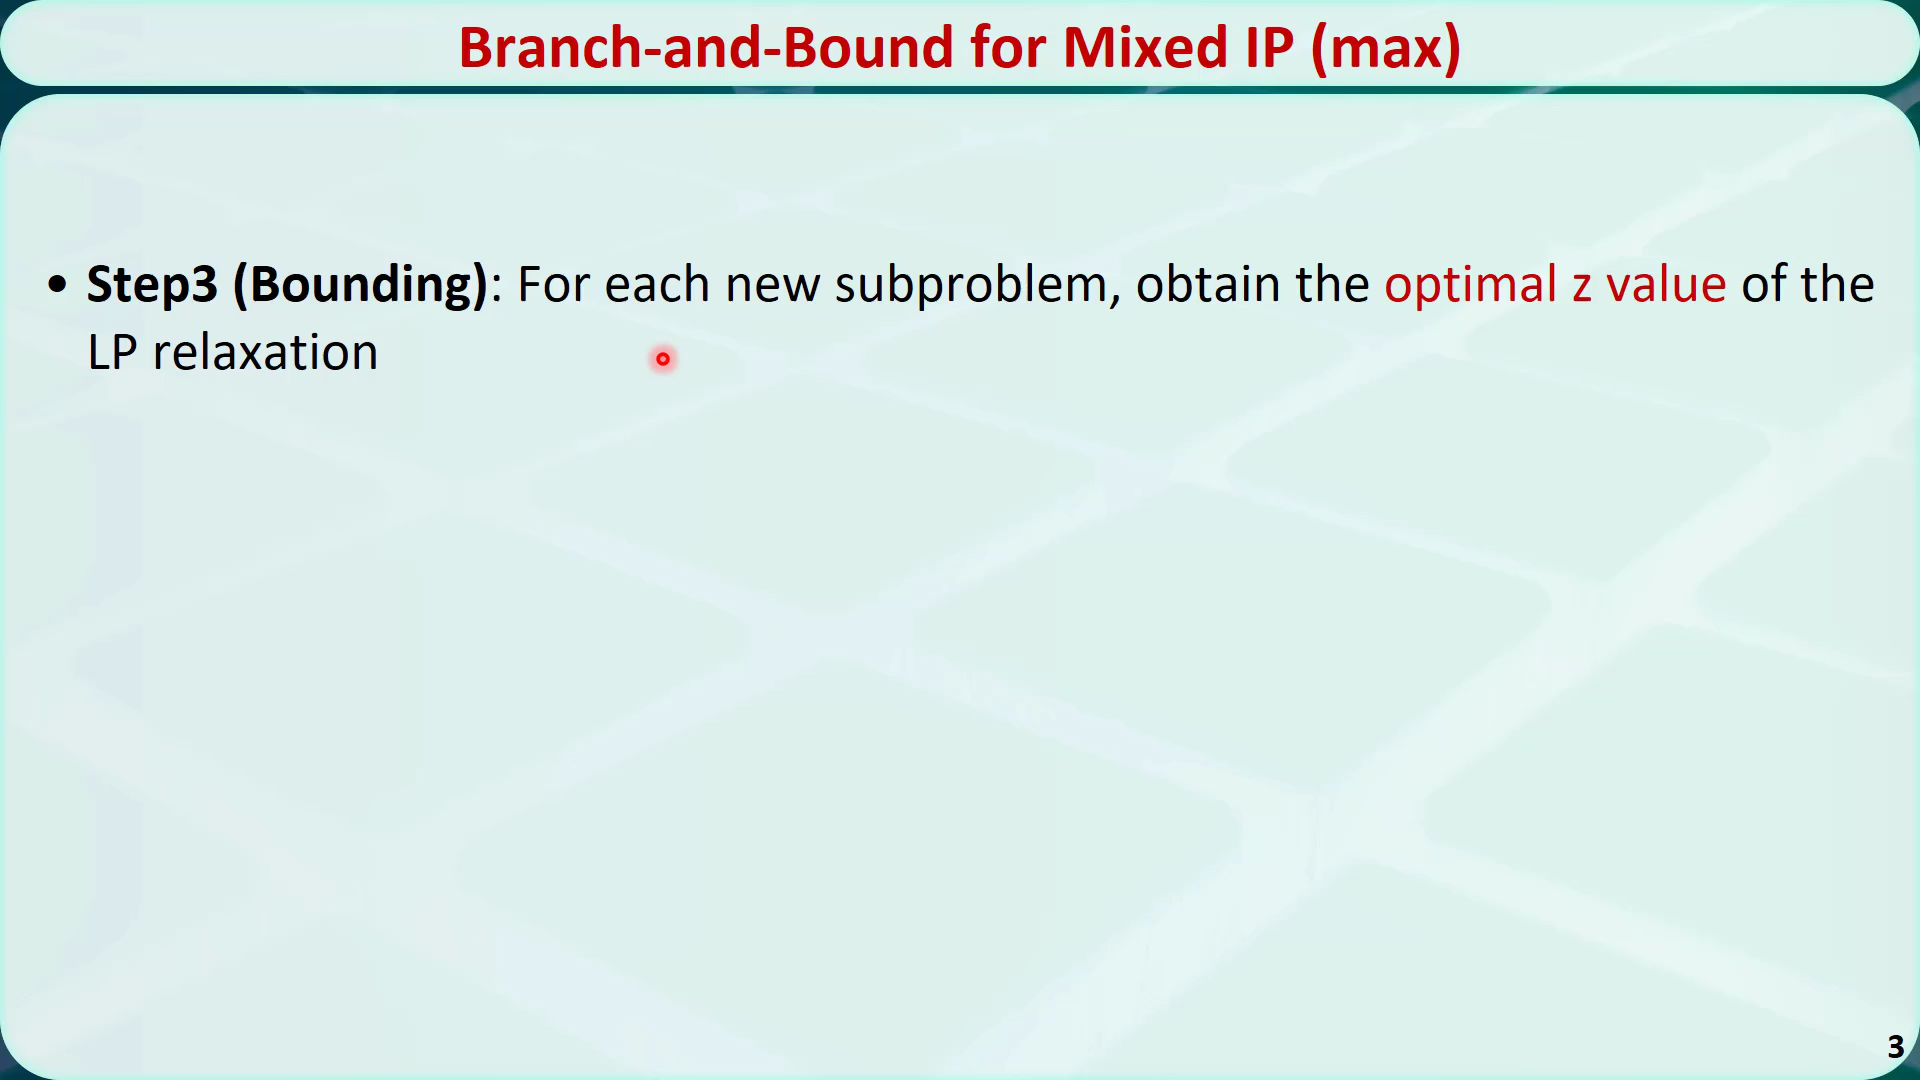 Branch-and-Bound for Mixed IP (max)
• Step3 (Bounding): For each new subproblem, obtain the optimal z value of the
LP relaxation
3